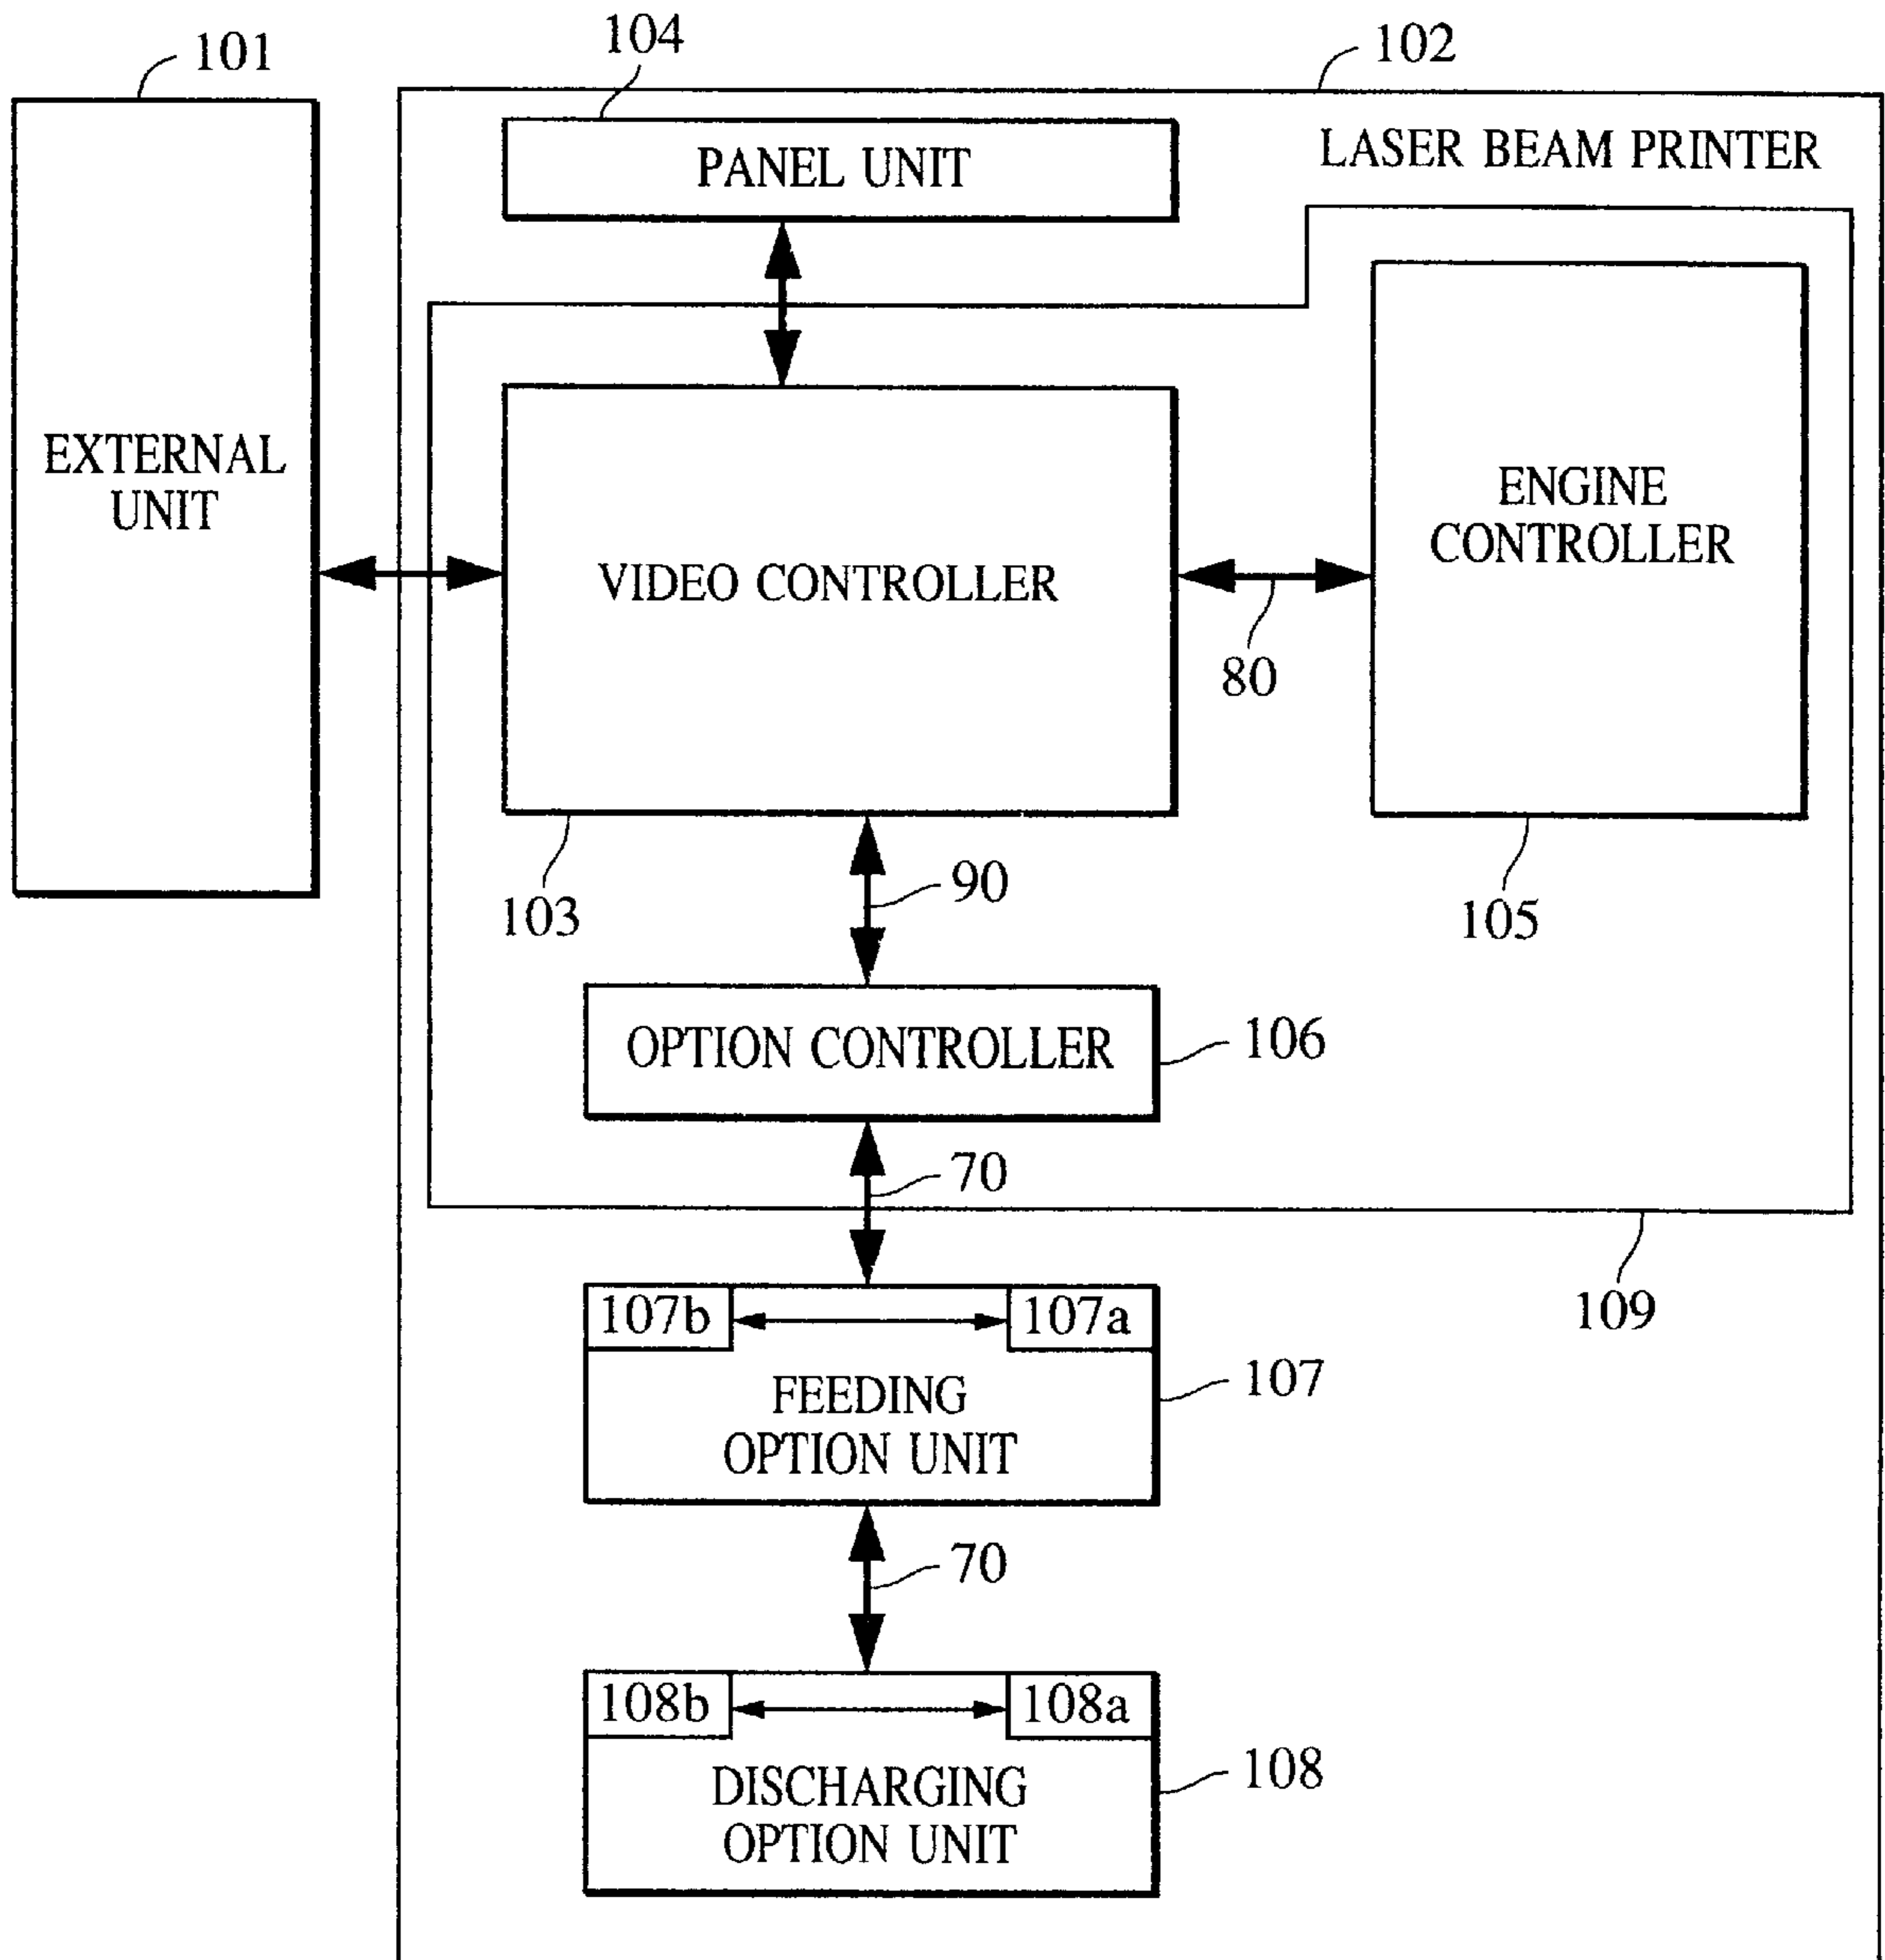 101
104
102
PANEL UNIT
LASER BEAM PRINTER
EXTERNAL
UNIT
VIDEO CONTROLLER
ENGINE
CONTROLLER
80
103
90
105
OPTION CONTROLLER
106
70
109
107b
107a
FEEDING
OPTION UNIT
107
70
108b
108a
DISCHARGING
OPTION UNIT
108